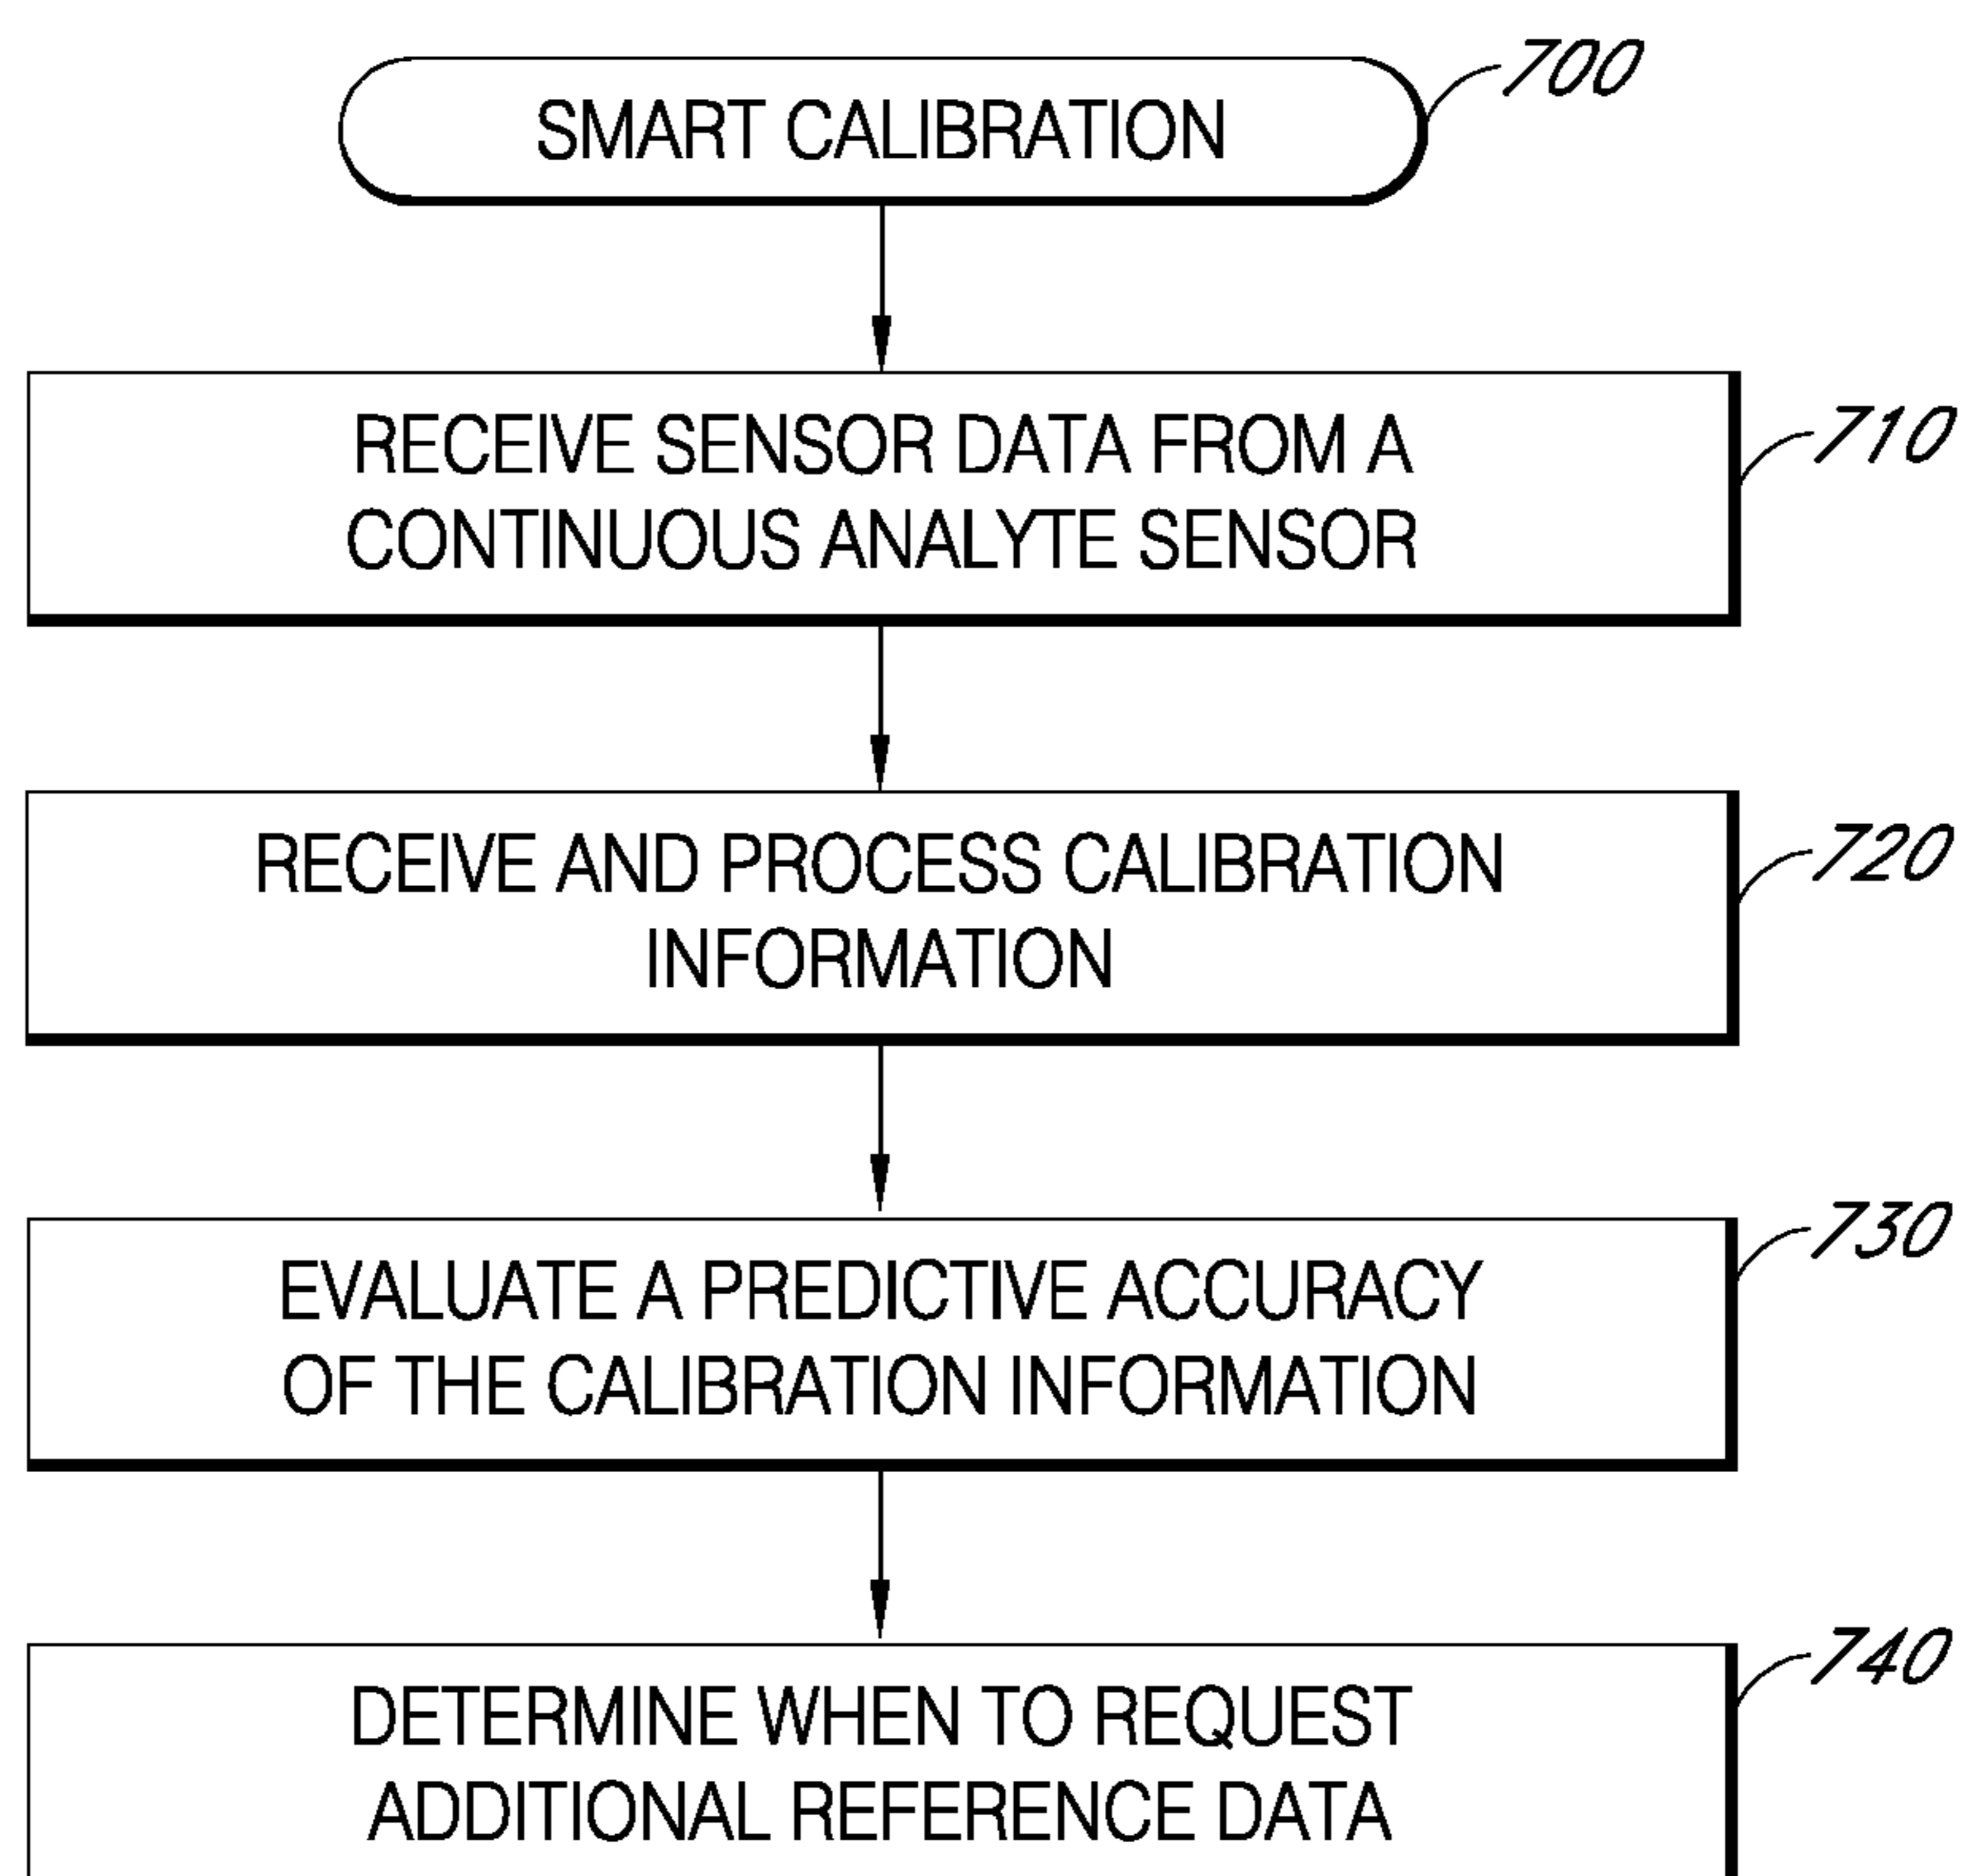 SMART CALIBRATION
700
RECEIVE SENSOR DATA FROM A
CONTINUOUS ANALYTE SENSOR
710
RECEIVE AND PROCESS CALIBRATION
INFORMATION
720
EVALUATE A PREDICTIVE ACCURACY
OF THE CALIBRATION INFORMATION
730
DETERMINE WHEN TO REQUEST
ADDITIONAL REFERENCE DATA
740